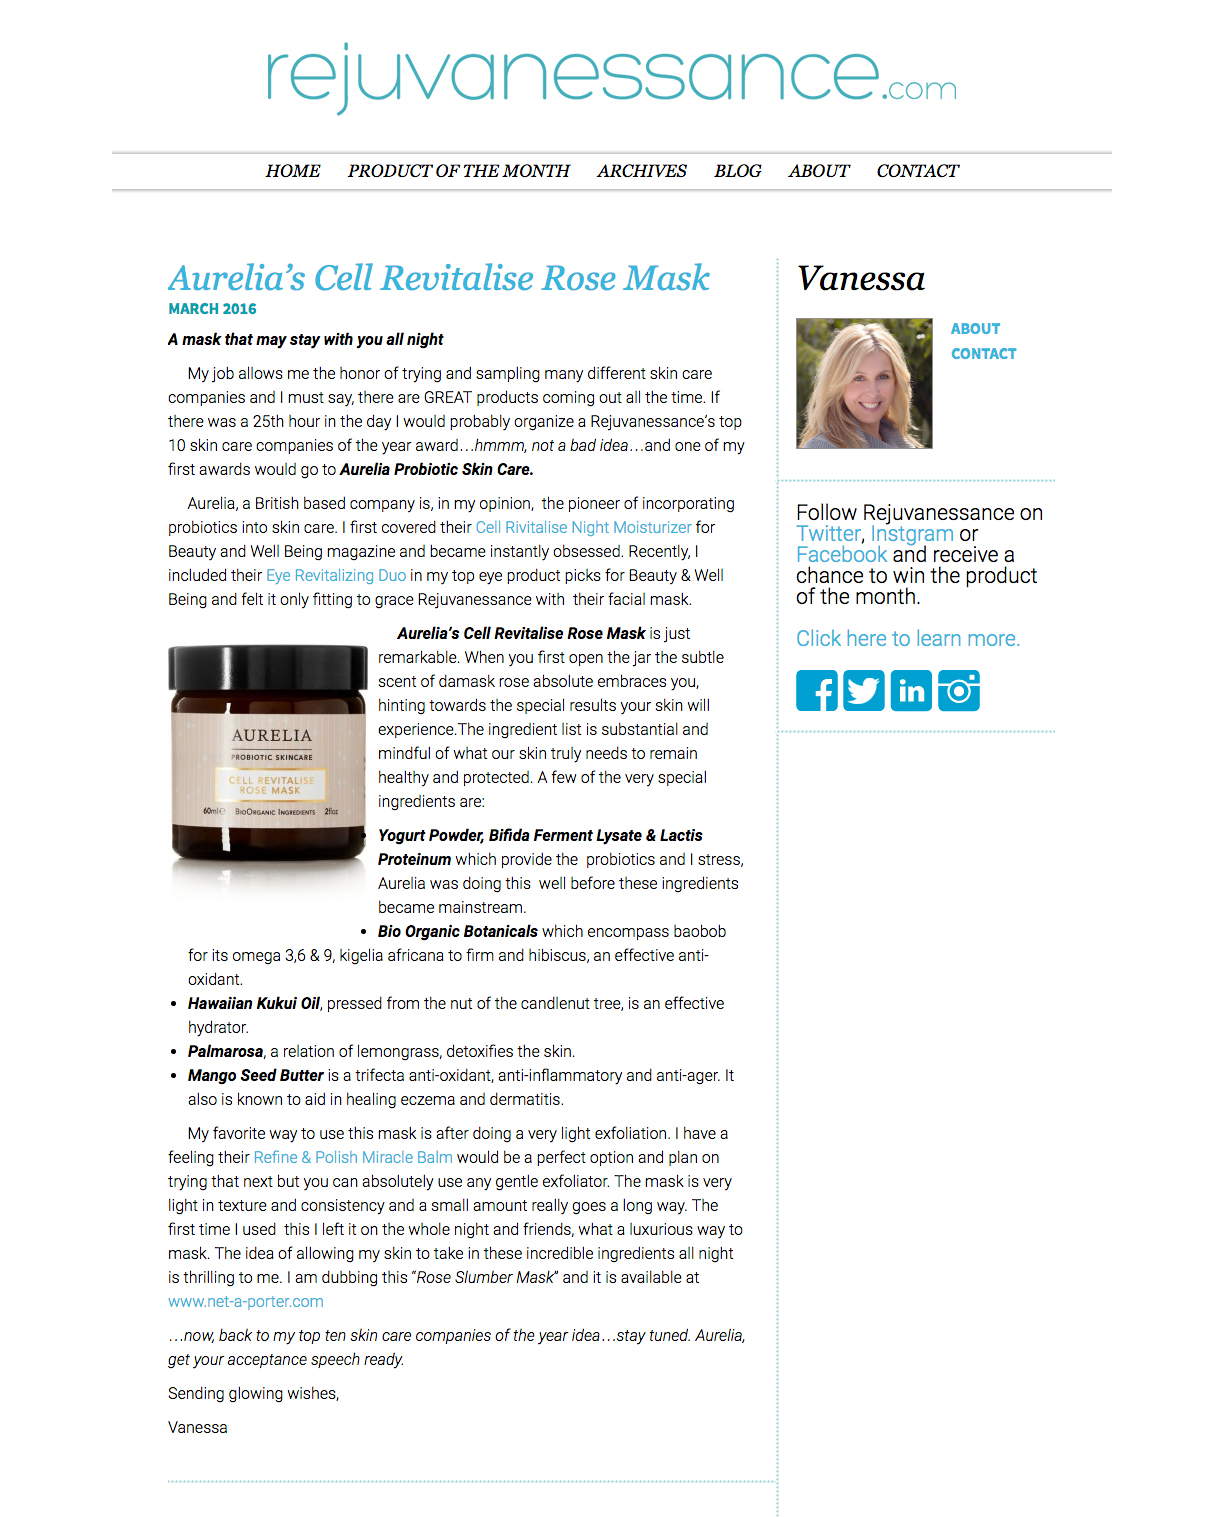 rejuvanessance.com
HOME PRODUCT OF THE MONTH ARCHIVES BLOG ABOUT CONTACT
Aurelia’s Cell Revitalise Rose Mask
MARCH 2016
A mask that may stay with you all night
My job allows me the honor of trying and sampling many different skin care
companies and I must say, there are GREAT products coming out all the time. If
there was a 25th hour in the day I would probably organize a Rejuvanessance’s top
10 skin care companies of the year award…hmmm, not a bad idea…and one of my
first awards would go to Aurelia Probiotic Skin Care.
Aurelia, a British based company is, in my opinion,  the pioneer of incorporating
probiotics into skin care. I first covered their Cell Rivitalise Night Moisturizer for
Beauty and Well Being magazine and became instantly obsessed. Recently, I
included their Eye Revitalizing Duo in my top eye product picks for Beauty & Well
Being and felt it only fitting to grace Rejuvanessance with  their facial mask.
Aurelia’s Cell Revitalise Rose Mask is just
remarkable. When you first open the jar the subtle
scent of damask rose absolute embraces you,
hinting towards the special results your skin will
experience.The ingredient list is substantial and
mindful of what our skin truly needs to remain
healthy and protected. A few of the very special
ingredients are:
AURELIA
PROBIOTIC SKINCARE
CELL REVITALISE
ROSE MASK
60ml℮ BIOORGANIC INGREDIENTS 2floz
• Yogurt Powder, Bifida Ferment Lysate & Lactis
Proteinum which provide the  probiotics and I stress,
Aurelia was doing this  well before these ingredients
became mainstream.
• Bio Organic Botanicals which encompass baobob
for its omega 3,6 & 9, kigelia africana to firm and hibiscus, an effective anti-
oxidant.
• Hawaiian Kukui Oil, pressed from the nut of the candlenut tree, is an effective
hydrator.
• Palmarosa, a relation of lemongrass, detoxifies the skin.
• Mango Seed Butter is a trifecta anti-oxidant, anti-inflammatory and anti-ager. It
also is known to aid in healing eczema and dermatitis.
My favorite way to use this mask is after doing a very light exfoliation. I have a
feeling their Refine & Polish Miracle Balm would be a perfect option and plan on
trying that next but you can absolutely use any gentle exfoliator. The mask is very
light in texture and consistency and a small amount really goes a long way. The
first time I used  this I left it on the whole night and friends, what a luxurious way to
mask. The idea of allowing my skin to take in these incredible ingredients all night
is thrilling to me. I am dubbing this “Rose Slumber Mask” and it is available at
www.net-a-porter.com
…now, back to my top ten skin care companies of the year idea…stay tuned. Aurelia,
get your acceptance speech ready.
Sending glowing wishes,
Vanessa
Vanessa
ABOUT
CONTACT
Follow Rejuvanessance on
Twitter, Instgram or
Facebook and receive a
chance to win the product
of the month.
Click here to learn more.